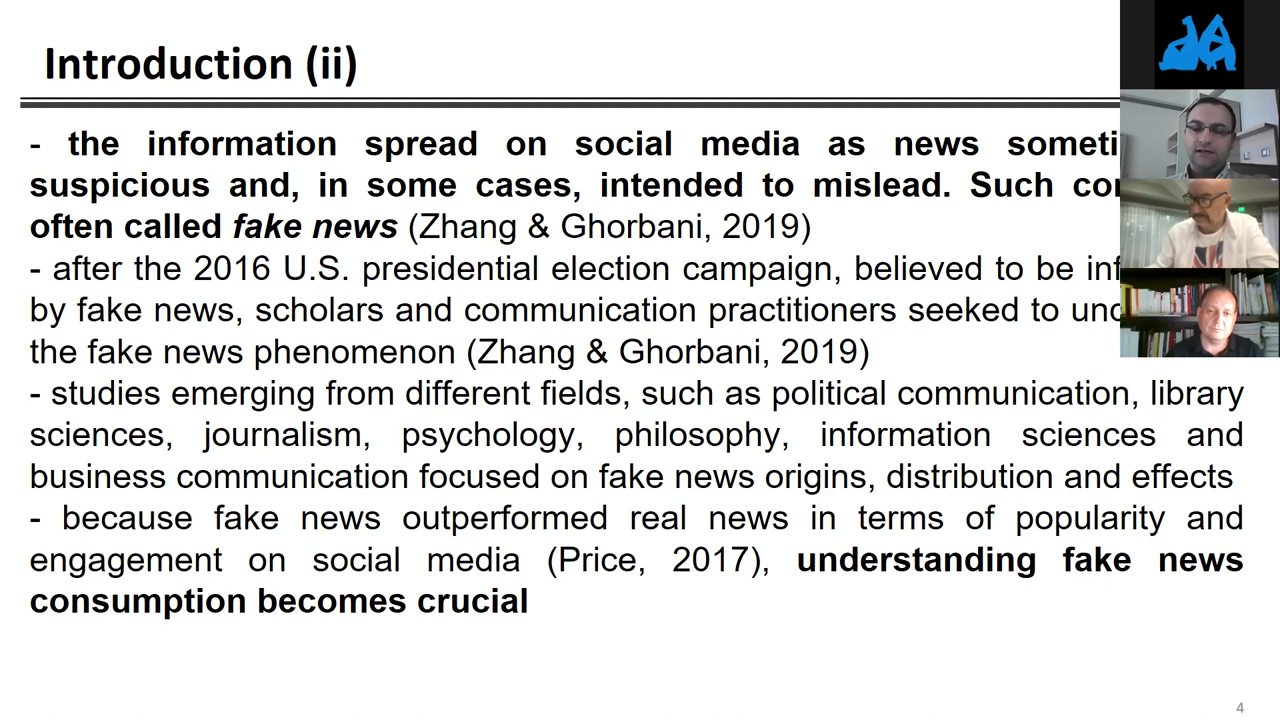 Introduction (ii)
- the information spread on social media as news
suspicious and, in some cases, intended to mislead. Such
often called fake news (Zhang & Ghorbani, 2019)
- after the 2016 U.S. presidential election campaign, believed to be
by fake news, scholars and communication practitioners seeked to
the fake news phenomenon (Zhang & Ghorbani, 2019)
- studies emerging from different fields, such as political communication, library
sciences, journalism, psychology, philosophy, information sciences and
business communication focused on fake news origins, distribution and effects
- because fake news outperformed real news in terms of popularity and
engagement on social media (Price, 2017), understanding fake news
consumption becomes crucial
4